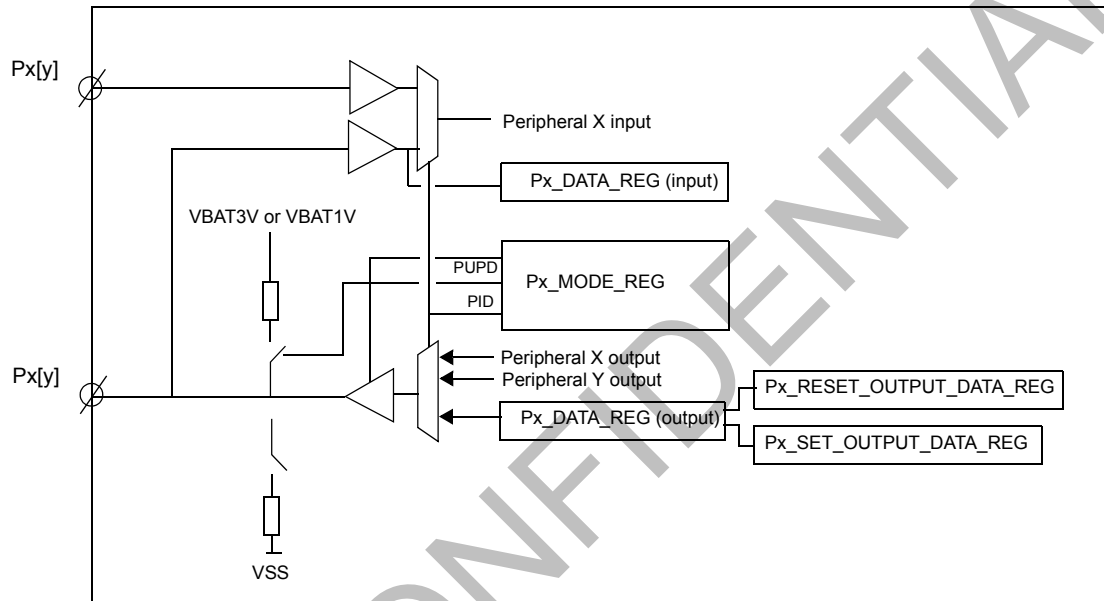 Px[y]
Peripheral X input
Px_DATA_REG (input)
VBAT3V or VBAT1V
PUPD
Px_MODE_REG
PID
Peripheral X output
Px[y]
Peripheral Y output
Px_RESET_OUTPUT_DATA_REG
Px_DATA_REG (output)
Px_SET_OUTPUT_DATA_REG
VSS
CONFIDENTIAL